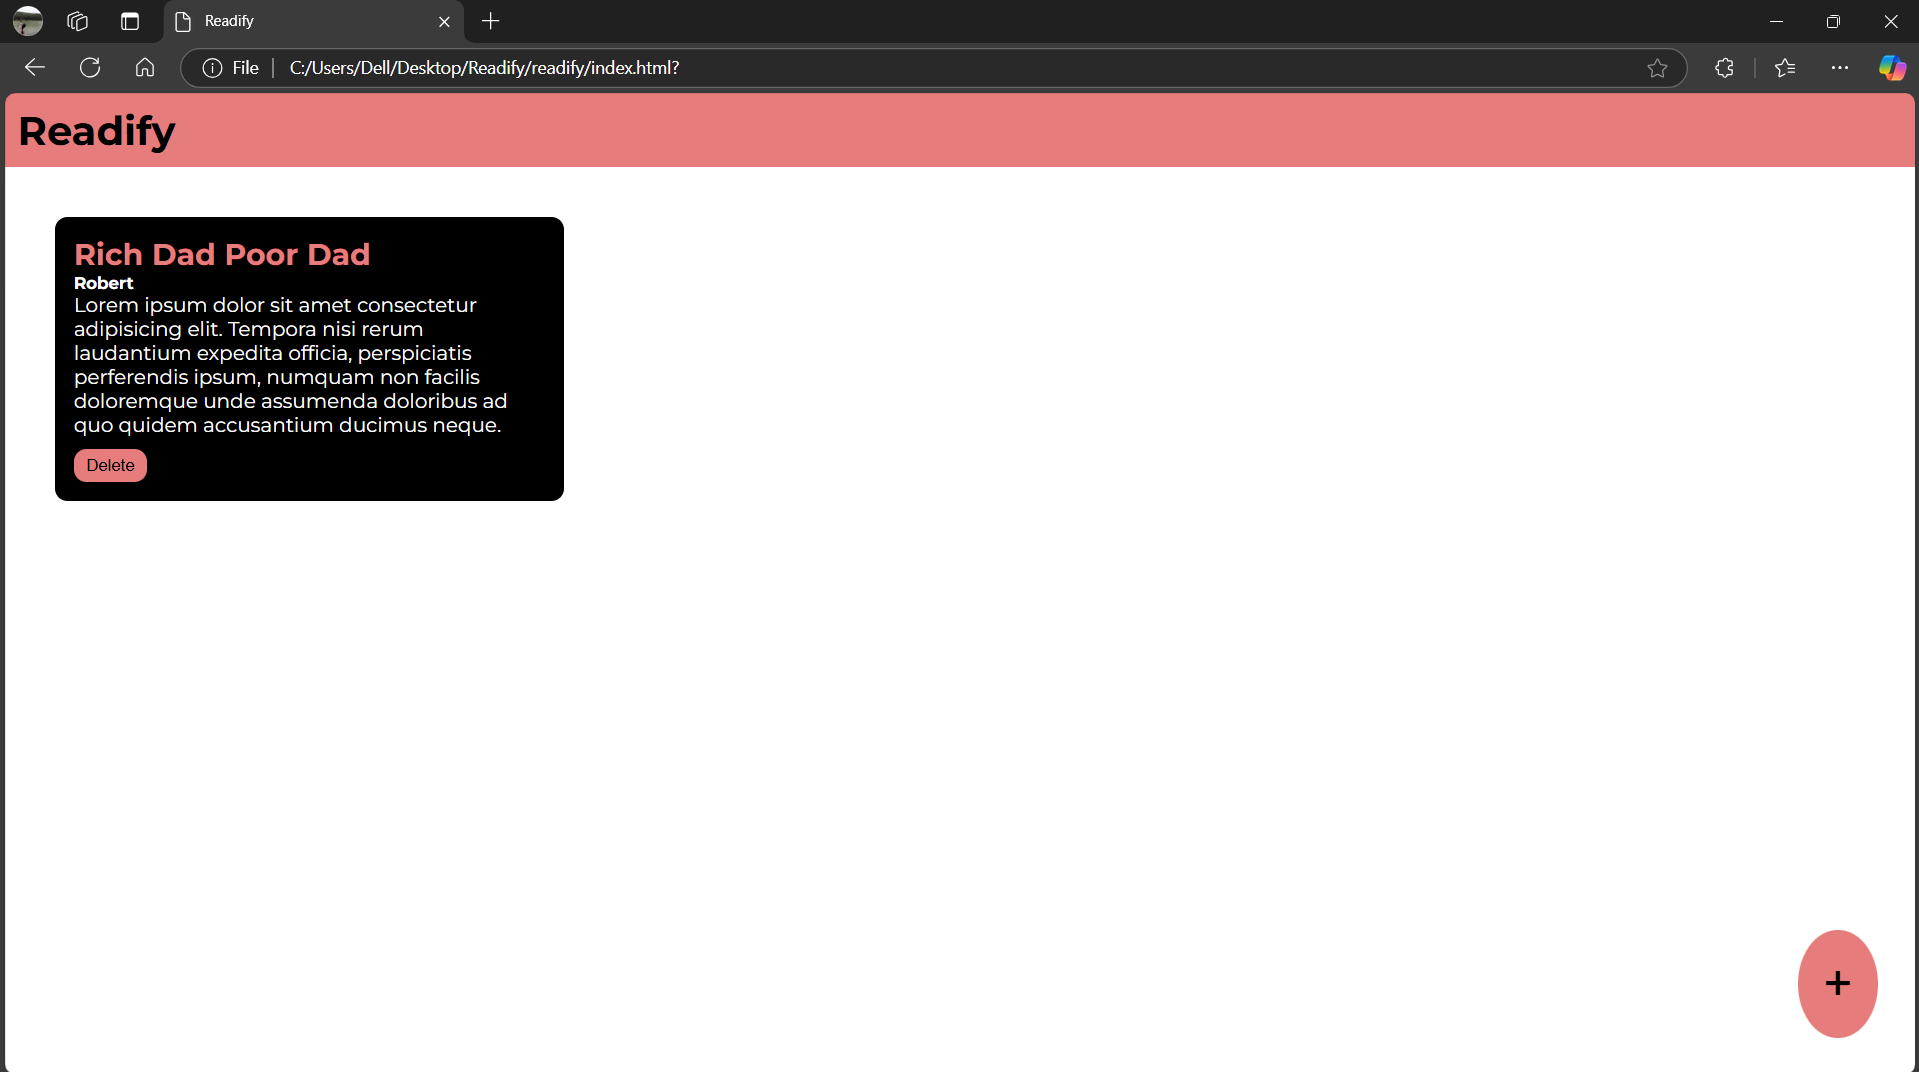 Readify
File
C:/Users/Dell/Desktop/Readify/readify/index.html?
Readify
Rich Dad Poor Dad
Robert
Lorem ipsum dolor sit amet consectetur
adipisicing elit. Tempora nisi rerum
laudantium expedita officia, perspiciatis
perferendis ipsum, numquam non facilis
doloremque unde assumenda doloribus ad
quo quidem accusantium ducimus neque.
Delete
+